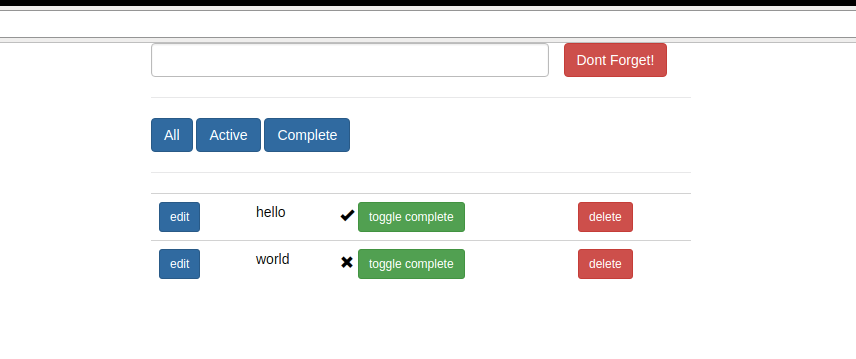 Dont Forget!
All Active Complete
edit hello ✔ toggle complete delete
edit world ✖ toggle complete delete